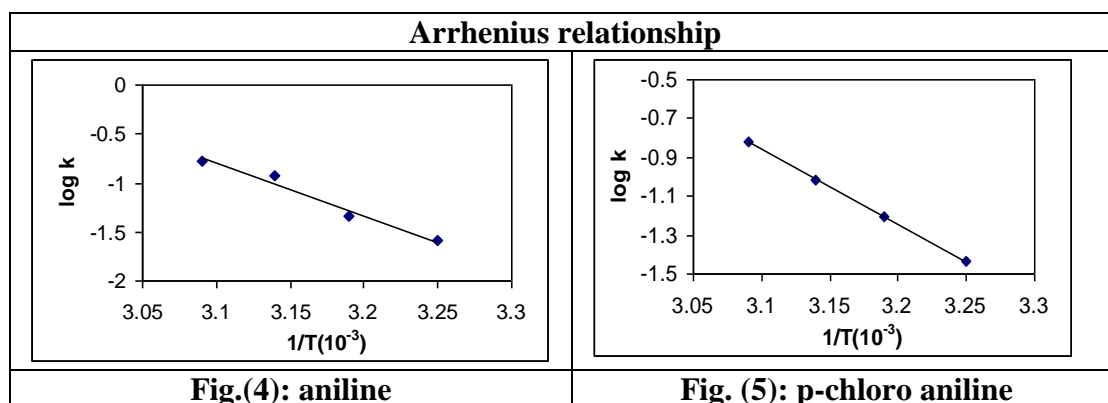 Arrhenius relationship
0
-0.5
-1
-1.5
-2
log k
3.05 3.1 3.15 3.2 3.25 3.3
1/T(10⁻³)
-0.5
-0.7
-0.9
-1.1
-1.3
-1.5
log k
3.05 3.1 3.15 3.2 3.25 3.3
1/T(10⁻³)
Fig.(4): aniline
Fig. (5): p-chloro aniline